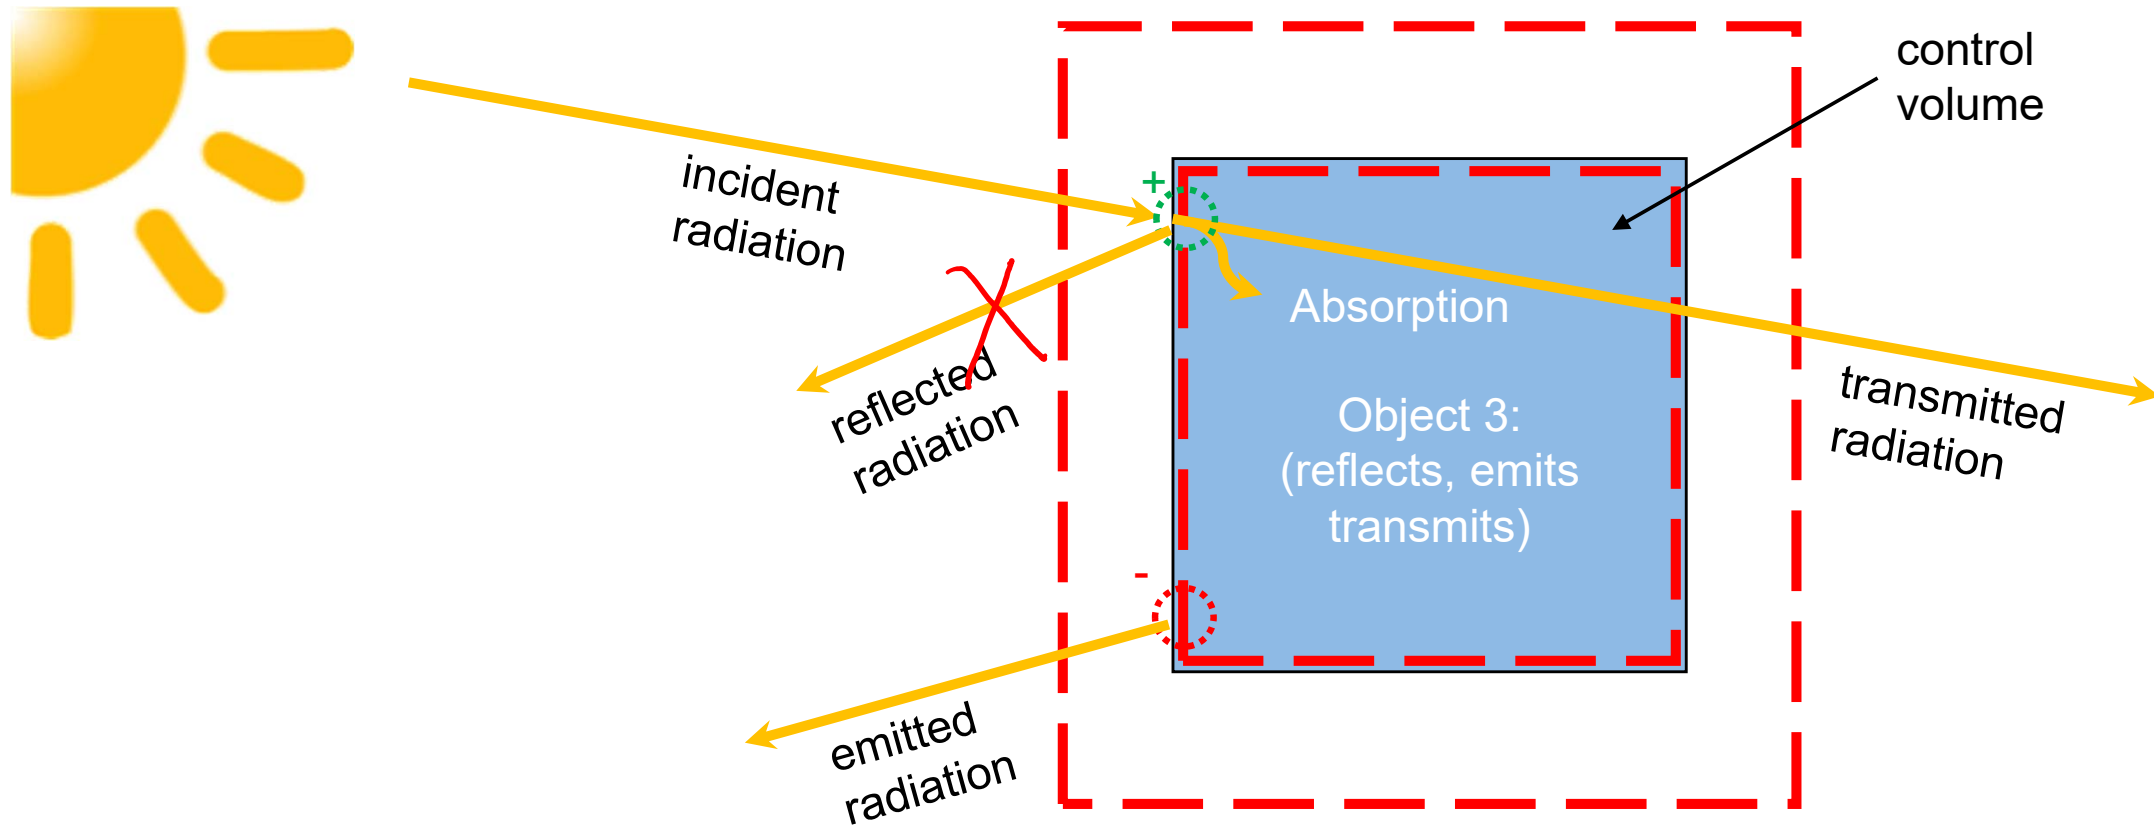 control
volume
incident
radiation
+
Absorption
reflected
radiation
transmitted
radiation
Object 3:
(reflects, emits
transmits)
-
emitted
radiation